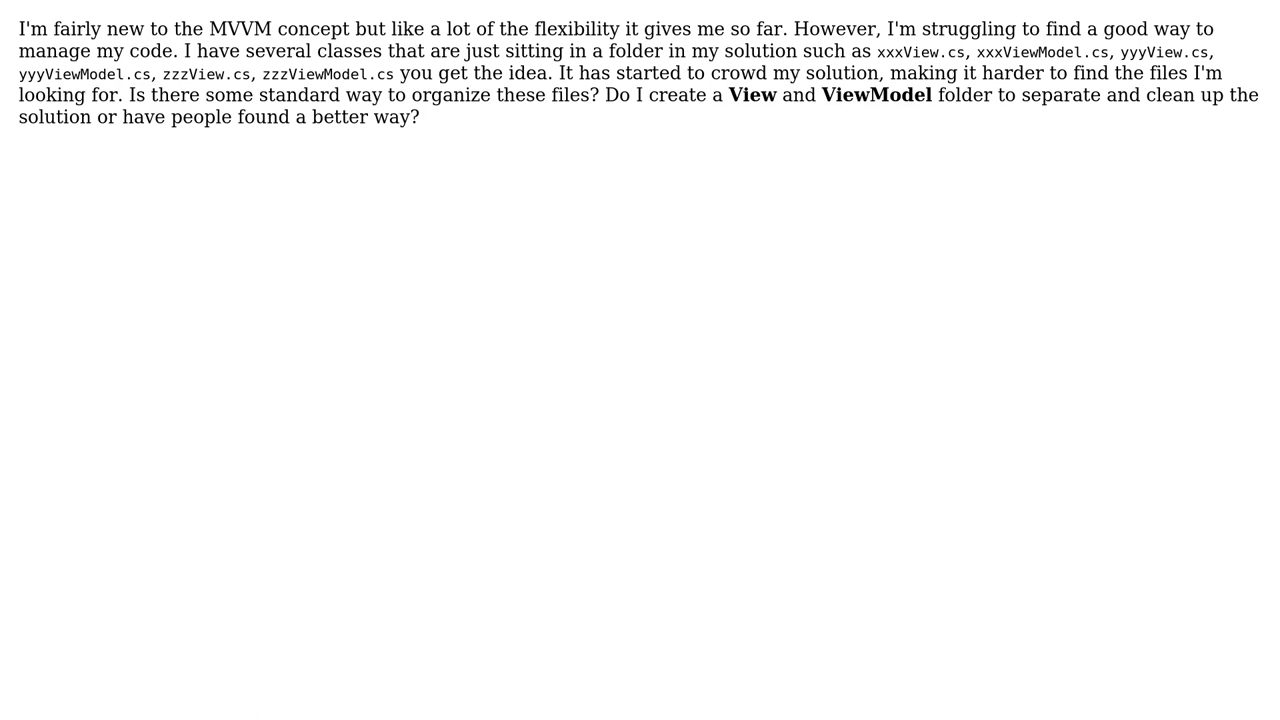 I'm fairly new to the MVVM concept but like a lot of the flexibility it gives me so far. However, I'm struggling to find a good way to
manage my code. I have several classes that are just sitting in a folder in my solution such as xxxView.cs, xxxViewModel.cs, yyyView.cs,
yyyViewModel.cs, zzzView.cs, zzzViewModel.cs you get the idea. It has started to crowd my solution, making it harder to find the files I'm
looking for. Is there some standard way to organize these files? Do I create a View and ViewModel folder to separate and clean up the
solution or have people found a better way?